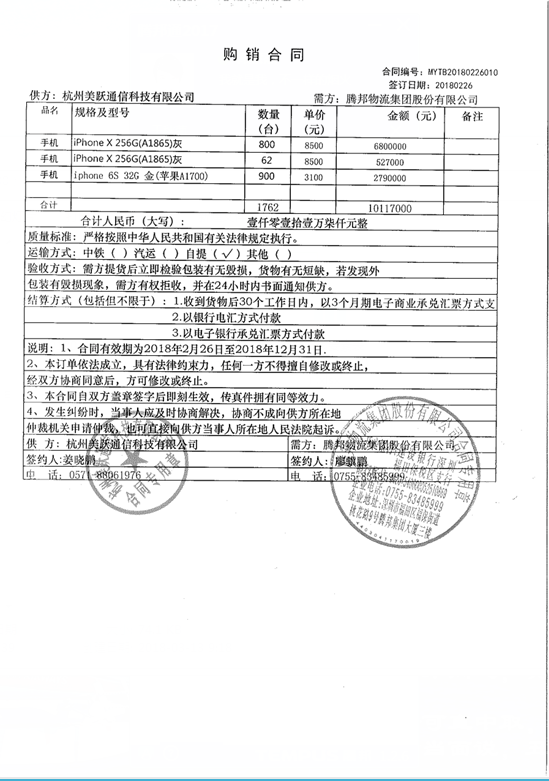 购 销 合 同
合同编号：MYTB20180226010
签订日期：20180226
供方：杭州美跃通信科技有限公司 需方：腾邦物流集团股份有限公司
品名 规格及型号 数量（台） 单价（元） 金额（元） 备注
手机 iPhone X 256G(A1865)灰 800 8500 6800000
手机 iPhone X 256G(A1865)灰 62 8500 527000
手机 iphone 6S 32G 金(苹果A1700) 900 3100 2790000
合计 1762 10117000
合计人民币（大写）： 壹仟零壹拾壹万柒仟元整
质量标准：严格按照中华人民共和国有关法律规定执行。
运输方式：中铁（ ）汽运（ ）自提（✓）其他（ ）
验收方式：需方提货后立即检验包装有无毁损，货物有无短缺，若发现外
包装有毁损现象，需方有权拒收，并在24小时内书面通知供方。
结算方式（包括但不限于）：1.收到货物后30个工作日内，以3个月期电子商业承兑汇票方式支
2.以银行电汇方式付款
3.以电子银行承兑汇票方式付款
说明：1、合同有效期为2018年2月26日至2018年12月31日.
2、本订单依法成立，具有法律约束力，任何一方不得擅自修改或终止，
经双方协商同意后，方可修改或终止。
3、本合同自双方盖章签字后即刻生效，传真件拥有同等效力。
4、发生纠纷时，当事人应及时协商解决，协商不成向供方所在地
仲裁机关申请仲裁，也可直接向供方当事人所在地人民法院起诉。
供 方：杭州美跃通信科技有限公司 需方：腾邦物流集团股份有限公司
签约人：姜晓鹏 签约人：廖骥鹏
电 话：0571-88061976 电 话：0755-83485999
合同专用章
企业电话：0755-83485999
桃花路9号腾邦集团大厦三楼